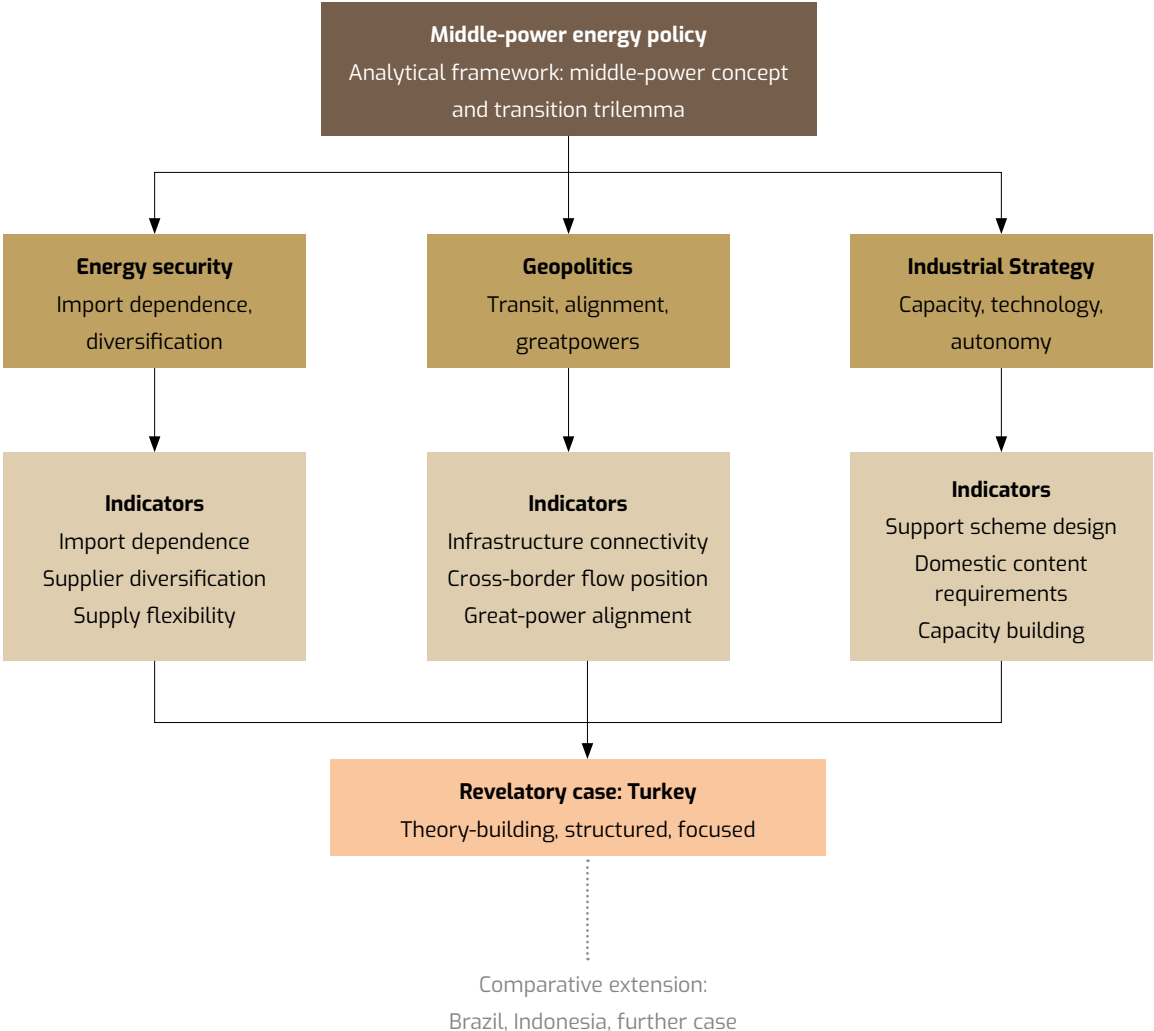 Middle-power energy policy
Analytical framework: middle-power concept
and transition trilemma
Energy security
Import dependence,
diversification
Geopolitics
Transit, alignment,
greatpowers
Industrial Strategy
Capacity, technology,
autonomy
Indicators
Import dependence
Supplier diversification
Supply flexibility
Indicators
Infrastructure connectivity
Cross-border flow position
Great-power alignment
Indicators
Support scheme design
Domestic content
requirements
Capacity building
Revelatory case: Turkey
Theory-building, structured, focused
Comparative extension:
Brazil, Indonesia, further case